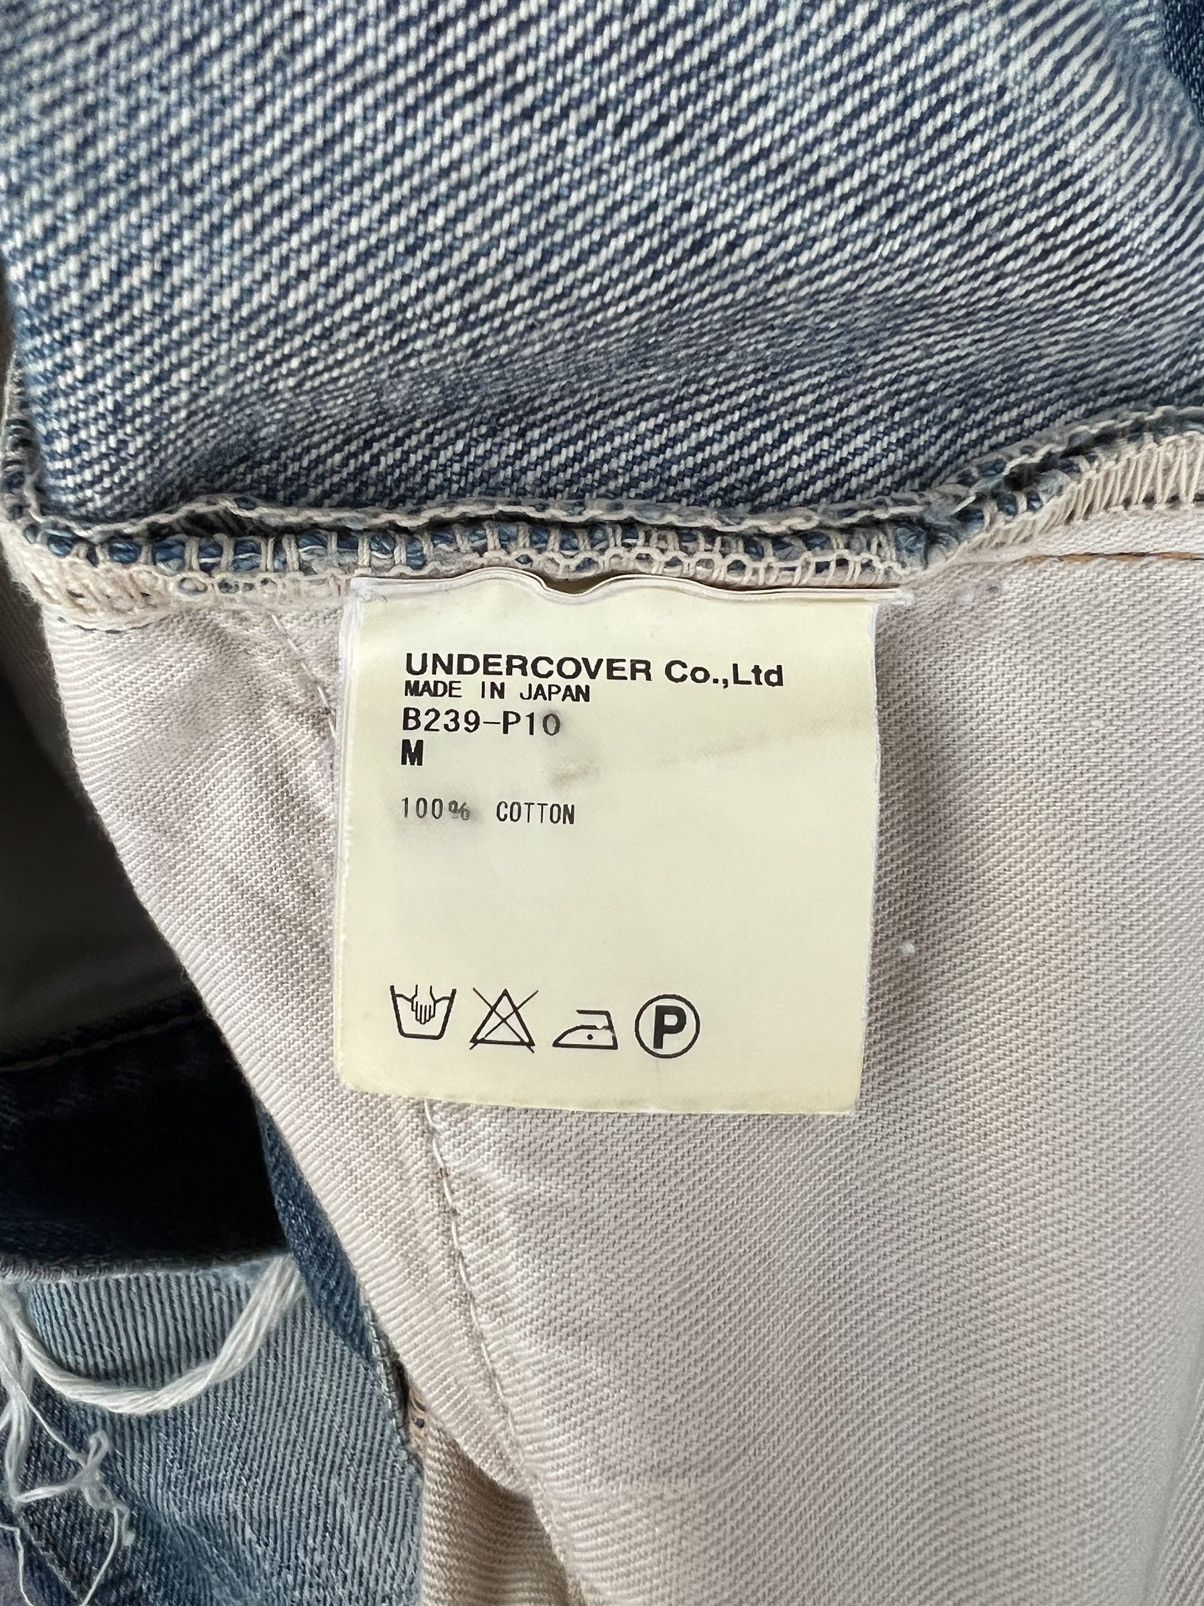 UNDERCOVER Co.,Ltd
MADE IN JAPAN
B239-P10
M
100% COTTON
P